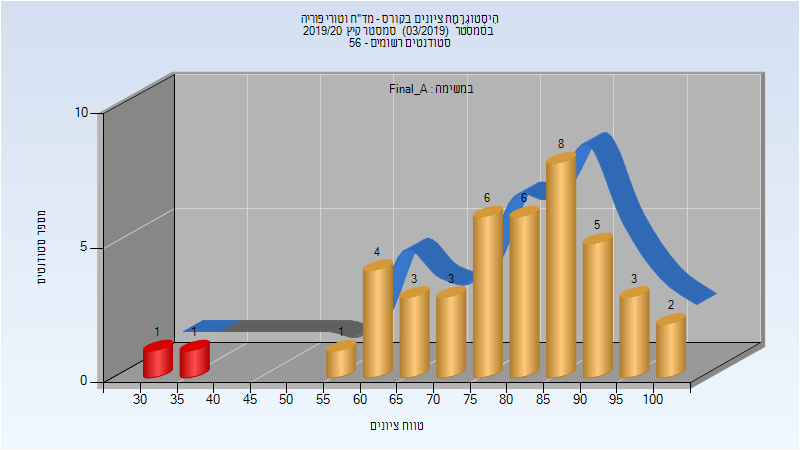 היסטוגרמת ציונים בקורס - מד"ח וטורי פוריה
בסמסטר (03/2019) סמסטר קיץ 2019/20
סטודנטים רשומים - 56
במשימה : Final_A
מספר סטודנטים
10
5
0
1
1
1
4
3
3
6
6
8
5
3
2
30 35 40 45 50 55 60 65 70 75 80 85 90 95 100
טווח ציונים